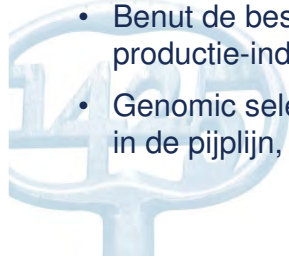 • Benut de bes
productie-ind
• Genomic sele
in de pijplijn,